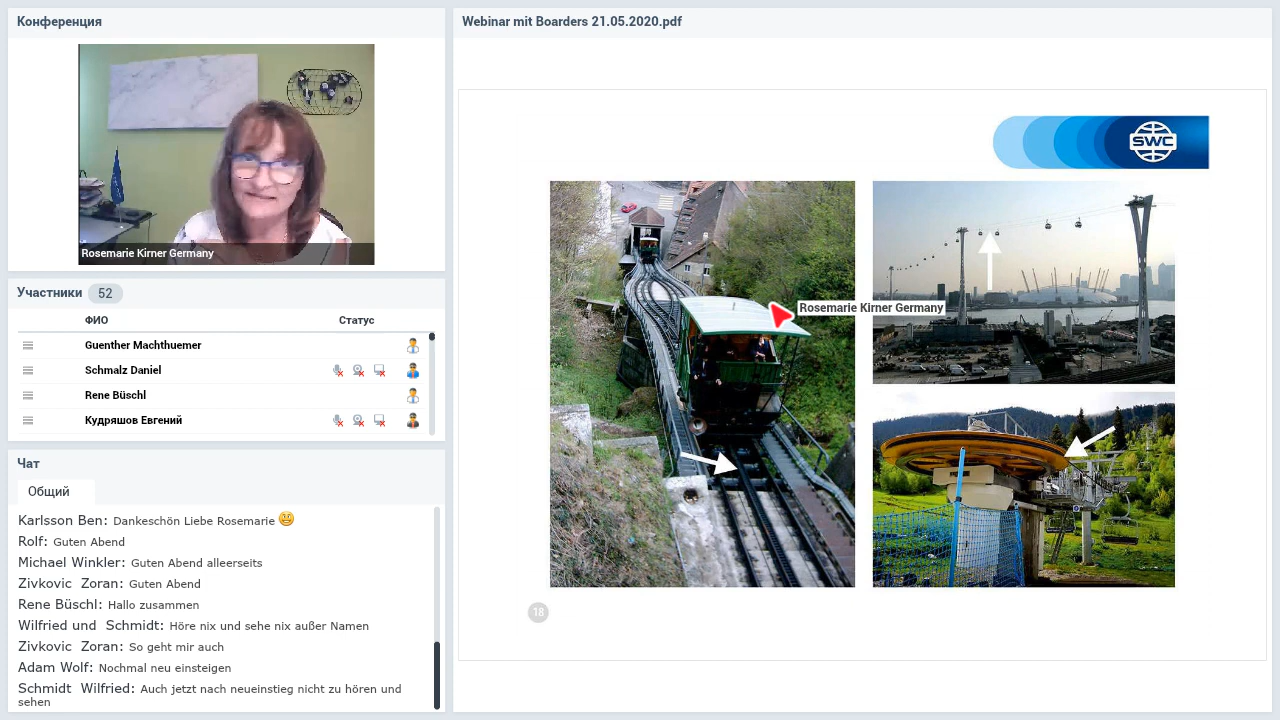 Конференция
Rosemarie Kirner Germany
Участники 52
ФИО Статус
Guenther Machthuemer
Schmalz Daniel
Rene Büschl
Кудряшов Евгений
Чат
Общий
Karlsson Ben: Dankeschön Liebe Rosemarie
Rolf: Guten Abend
Michael Winkler: Guten Abend alleerseits
Zivkovic Zoran: Guten Abend
Rene Büschl: Hallo zusammen
Wilfried und Schmidt: Höre nix und sehe nix außer Namen
Zivkovic Zoran: So geht mir auch
Adam Wolf: Nochmal neu einsteigen
Schmidt Wilfried: Auch jetzt nach neueinstieg nicht zu hören und
sehen
Webinar mit Boarders 21.05.2020.pdf
SWC
Rosemarie Kirner Germany
18